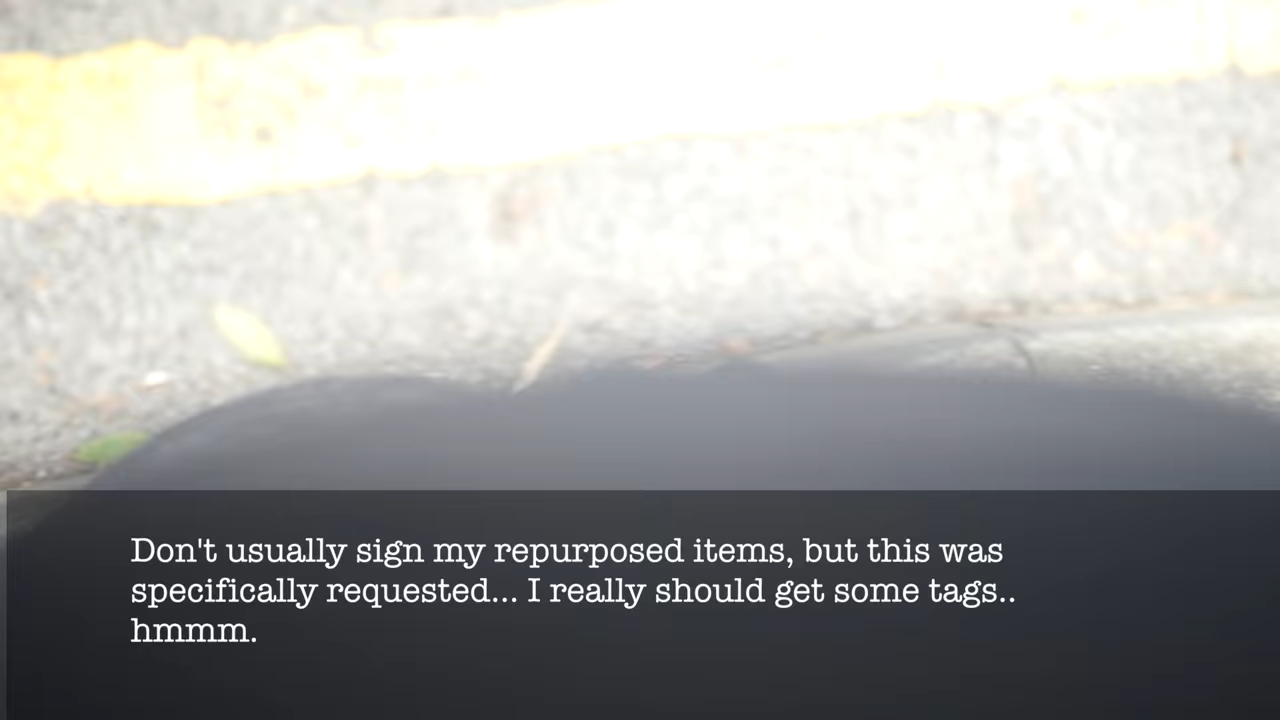 Don't usually sign my repurposed items, but this was
specifically requested... I really should get some tags..
hmmm.